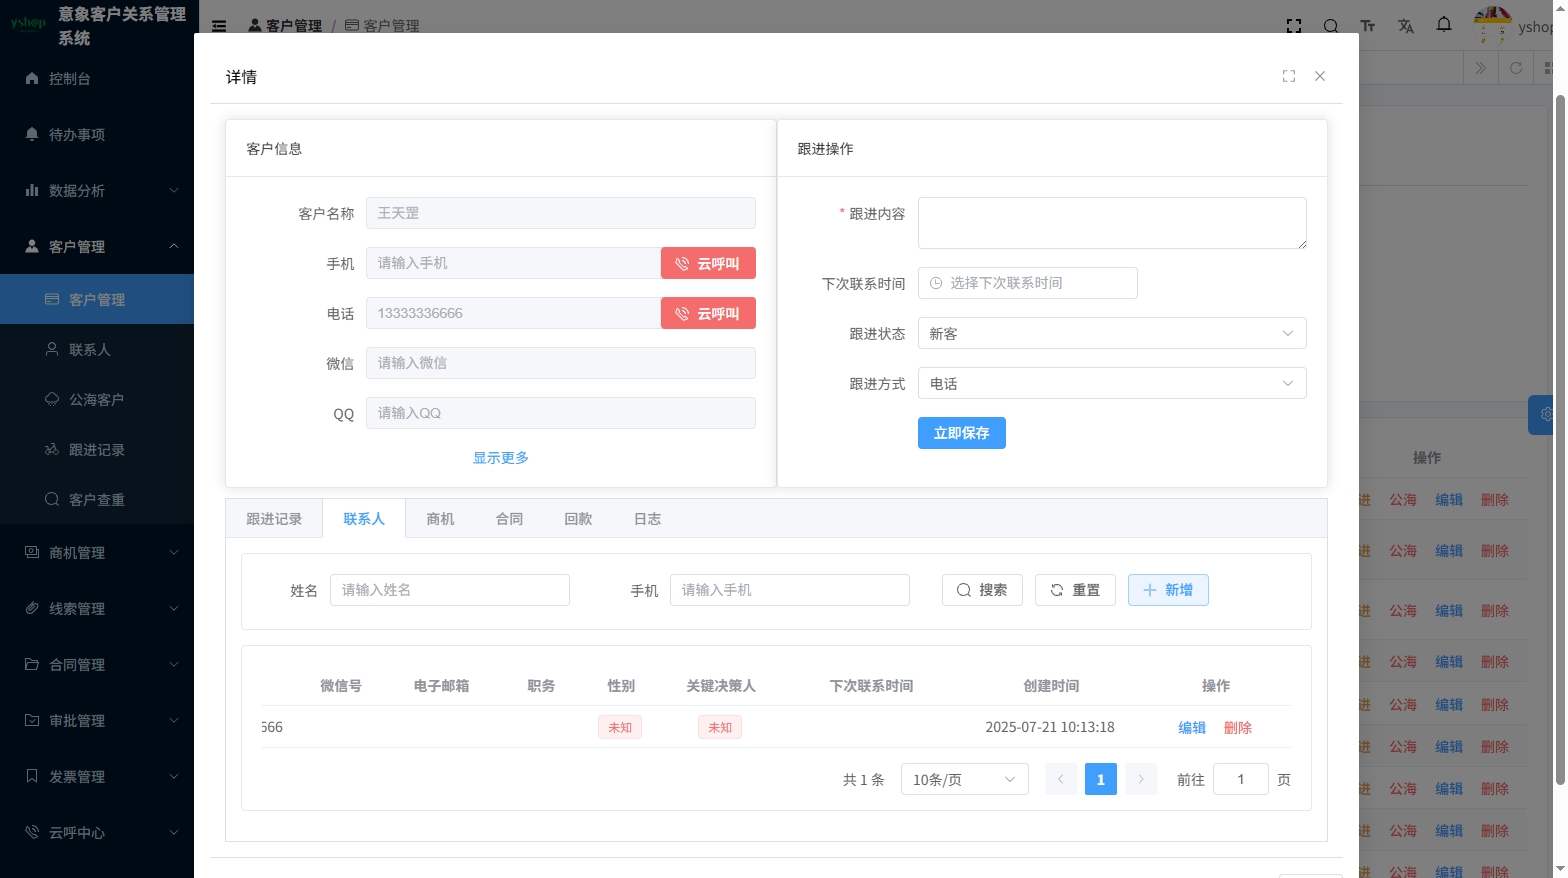 yshop
意象客户关系管理系统
客户管理 / 客户管理
yshop
控制台
待办事项
数据分析
客户管理
客户管理
联系人
公海客户
跟进记录
客户查重
商机管理
线索管理
合同管理
审批管理
发票管理
云呼中心
详情
客户信息
客户名称 王天罡
手机 请输入手机 云呼叫
电话 13333336666 云呼叫
微信 请输入微信
QQ 请输入QQ
显示更多
跟进操作
* 跟进内容
下次联系时间 选择下次联系时间
跟进状态 新客
跟进方式 电话
立即保存
跟进记录 联系人 商机 合同 回款 日志
姓名 请输入姓名 手机 请输入手机 搜索 重置 新增
微信号 电子邮箱 职务 性别 关键决策人 下次联系时间 创建时间 操作
666 未知 未知 2025-07-21 10:13:18 编辑 删除
共 1 条 10条/页 1 前往 1 页
操作
进 公海 编辑 删除
进 公海 编辑 删除
进 公海 编辑 删除
进 公海 编辑 删除
进 公海 编辑 删除
进 公海 编辑 删除
进 公海 编辑 删除
进 公海 编辑 删除
进 公海 编辑 删除